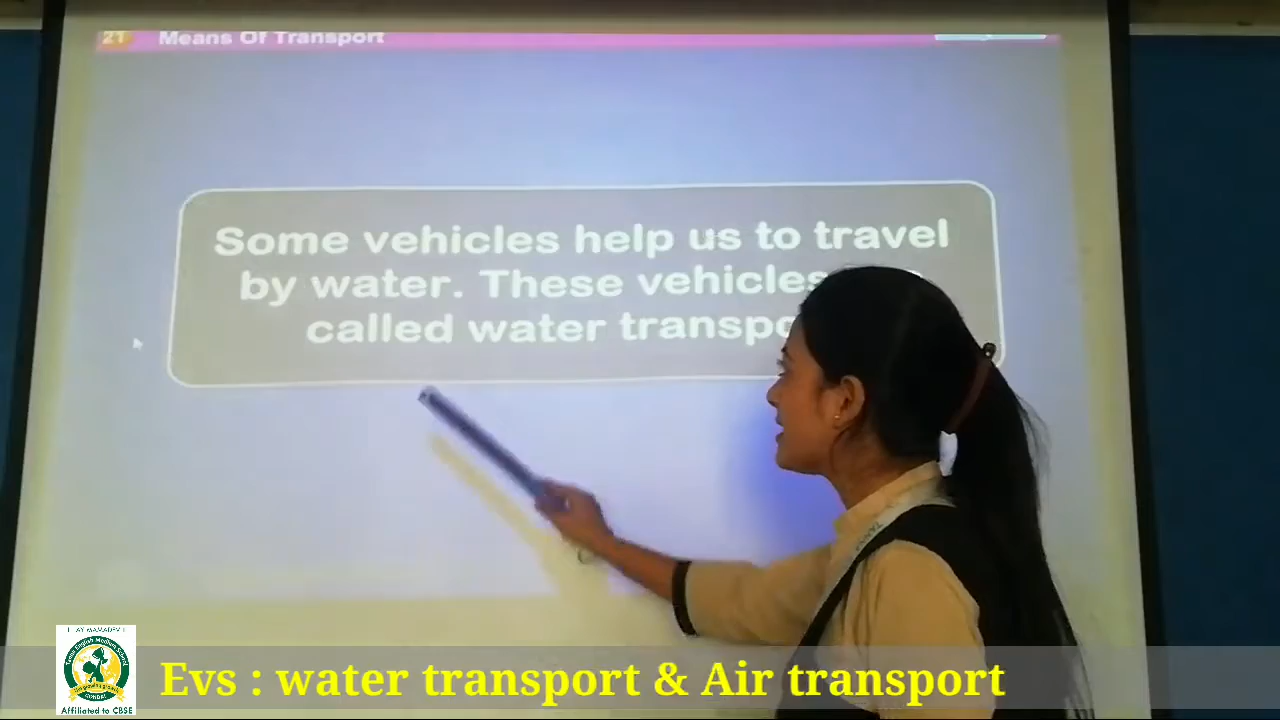 21 Means Of Transport
Some vehicles help us to travel
by water. These vehicles
called water
Evs : water transport & Air transport
Affiliated to CBSE